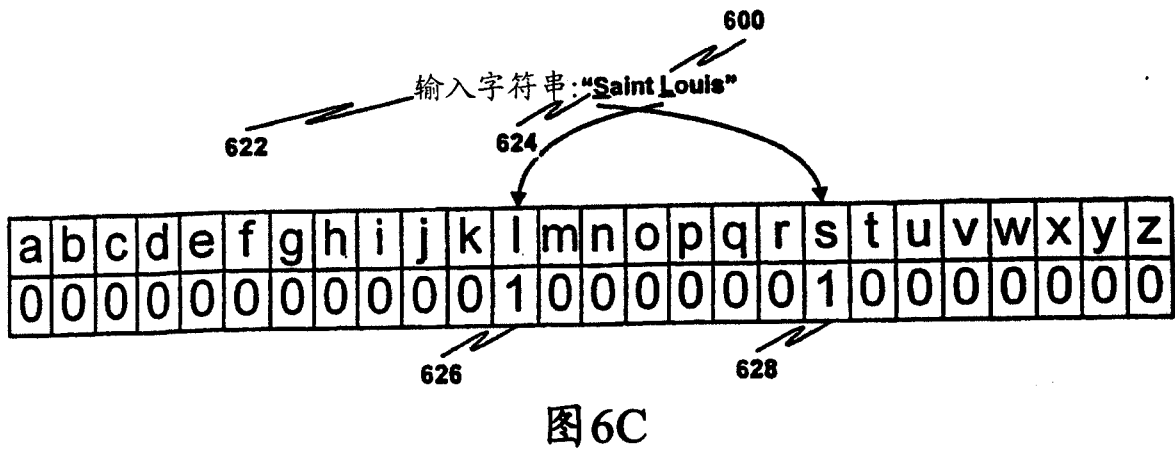 600
输入字符串:“Saint Louis”
622
624
a b c d e f g h i j k l m n o p q r s t u v w x y z
0 0 0 0 0 0 0 0 0 0 0 1 0 0 0 0 0 0 1 0 0 0 0 0 0 0
626
628
图6C